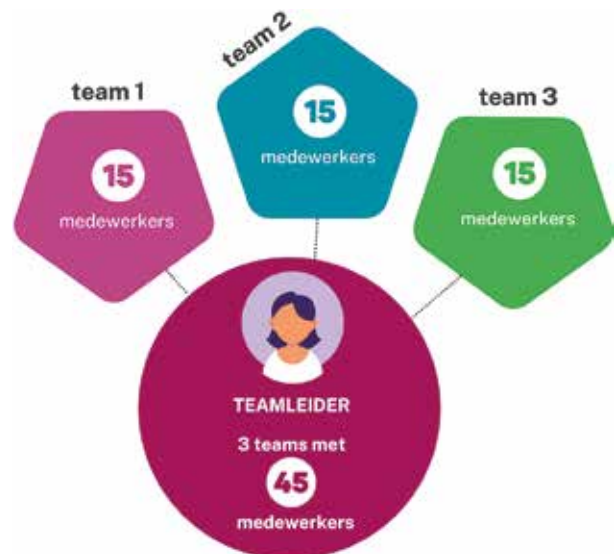 team 1
15
medewerkers
team 2
15
medewerkers
team 3
15
medewerkers
TEAMLEIDER
3 teams met
45
medewerkers